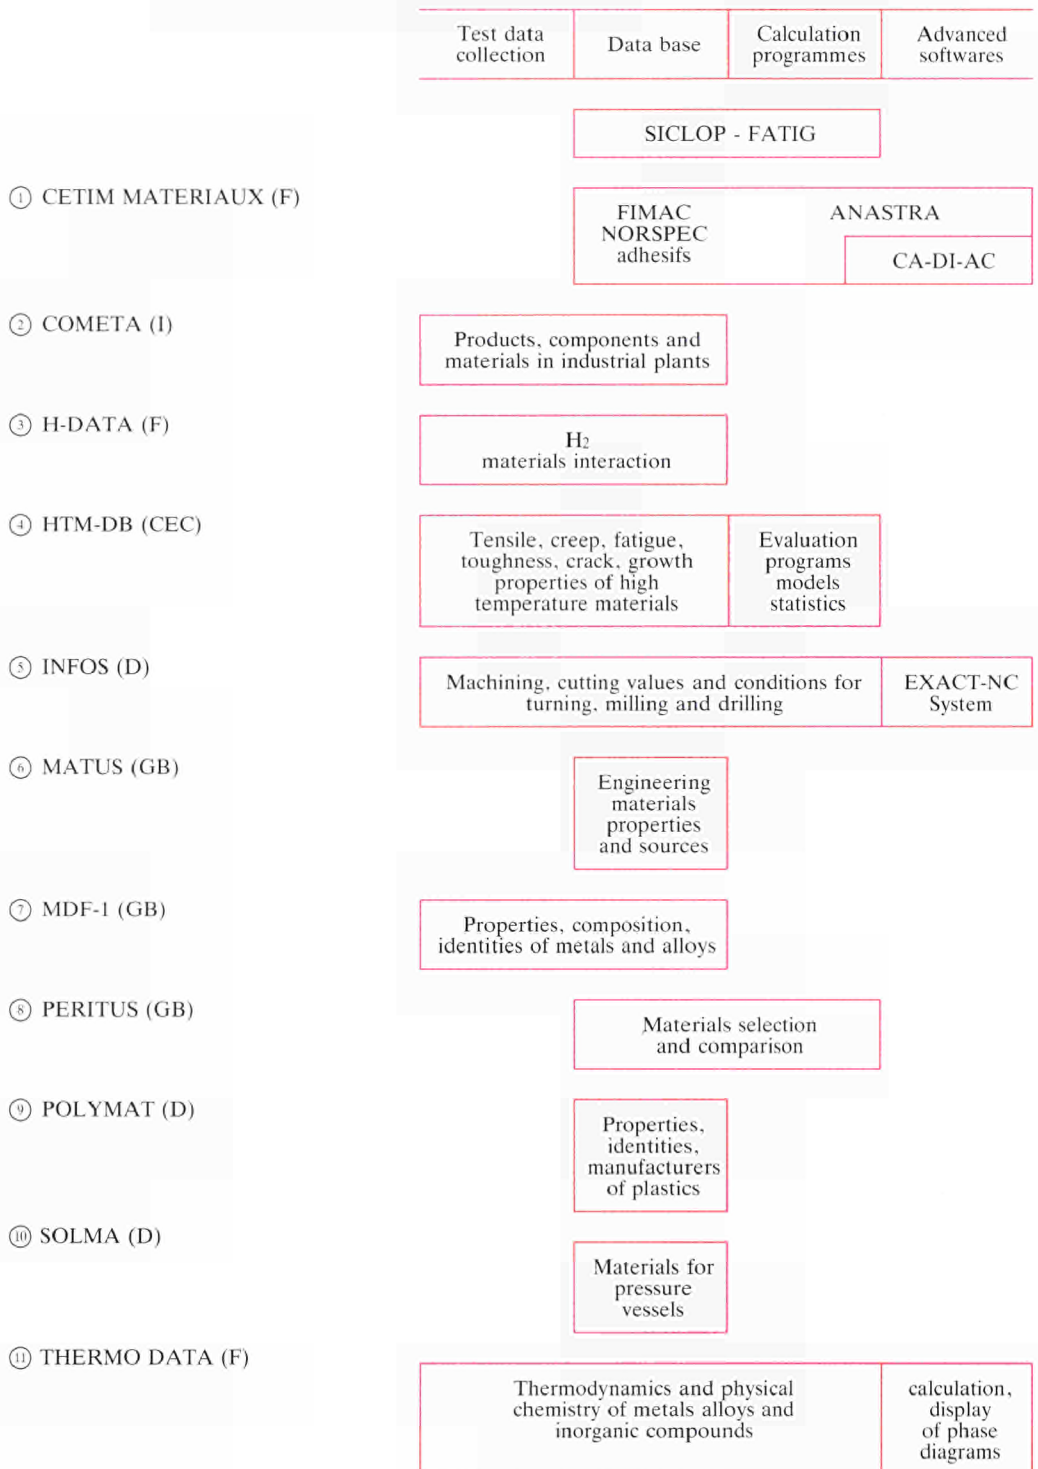 Test data collection
Data base
Calculation programmes
Advanced softwares
SICLOP - FATIG
① CETIM MATERIAUX (F)
FIMAC
NORSPEC
adhesifs
ANASTRA
CA-DI-AC
② COMETA (I)
Products, components and
materials in industrial plants
③ H-DATA (F)
H2
materials interaction
④ HTM-DB (CEC)
Tensile, creep, fatigue,
toughness, crack, growth
properties of high
temperature materials
Evaluation
programs
models
statistics
⑤ INFOS (D)
Machining, cutting values and conditions for
turning, milling and drilling
EXACT-NC
System
⑥ MATUS (GB)
Engineering
materials
properties
and sources
⑦ MDF-1 (GB)
Properties, composition,
identities of metals and alloys
⑧ PERITUS (GB)
Materials selection
and comparison
⑨ POLYMAT (D)
Properties,
identities,
manufacturers
of plastics
⑩ SOLMA (D)
Materials for
pressure
vessels
⑪ THERMO DATA (F)
Thermodynamics and physical
chemistry of metals alloys and
inorganic compounds
calculation,
display
of phase
diagrams